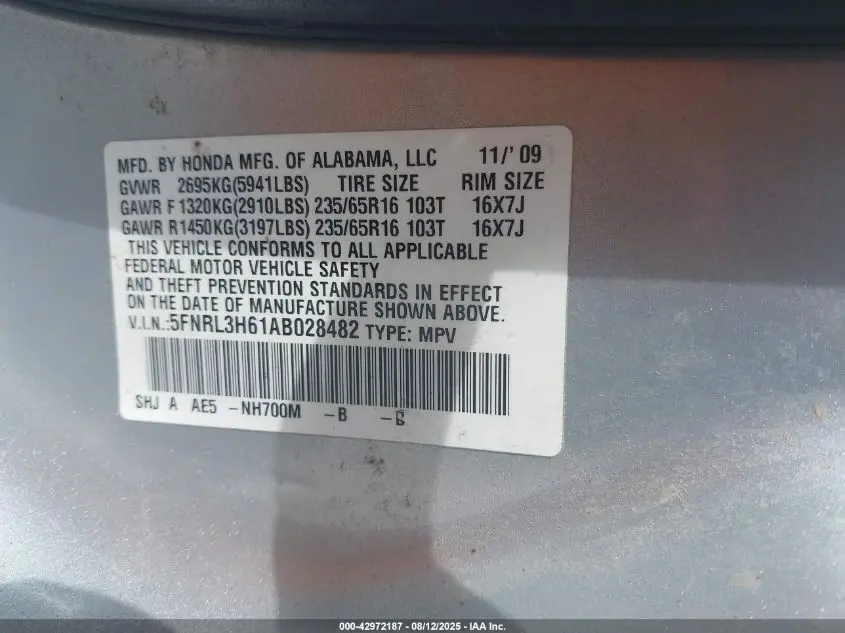 MFD. BY HONDA MFG. OF ALABAMA, LLC 11/' 09
GVWR 2695KG(5941LBS) TIRE SIZE RIM SIZE
GAWR F 1320KG(2910LBS) 235/65R16 103T 16X7J
GAWR R1450KG(3197LBS) 235/65R16 103T 16X7J
THIS VEHICLE CONFORMS TO ALL APPLICABLE
FEDERAL MOTOR VEHICLE SAFETY
AND THEFT PREVENTION STANDARDS IN EFFECT
ON THE DATE OF MANUFACTURE SHOWN ABOVE.
V.I.N.:5FNRL3H61AB028482 TYPE: MPV
SHJ A AE5 -NH700M -B -B
000-42972187 - 08/12/2025 - IAA Inc.